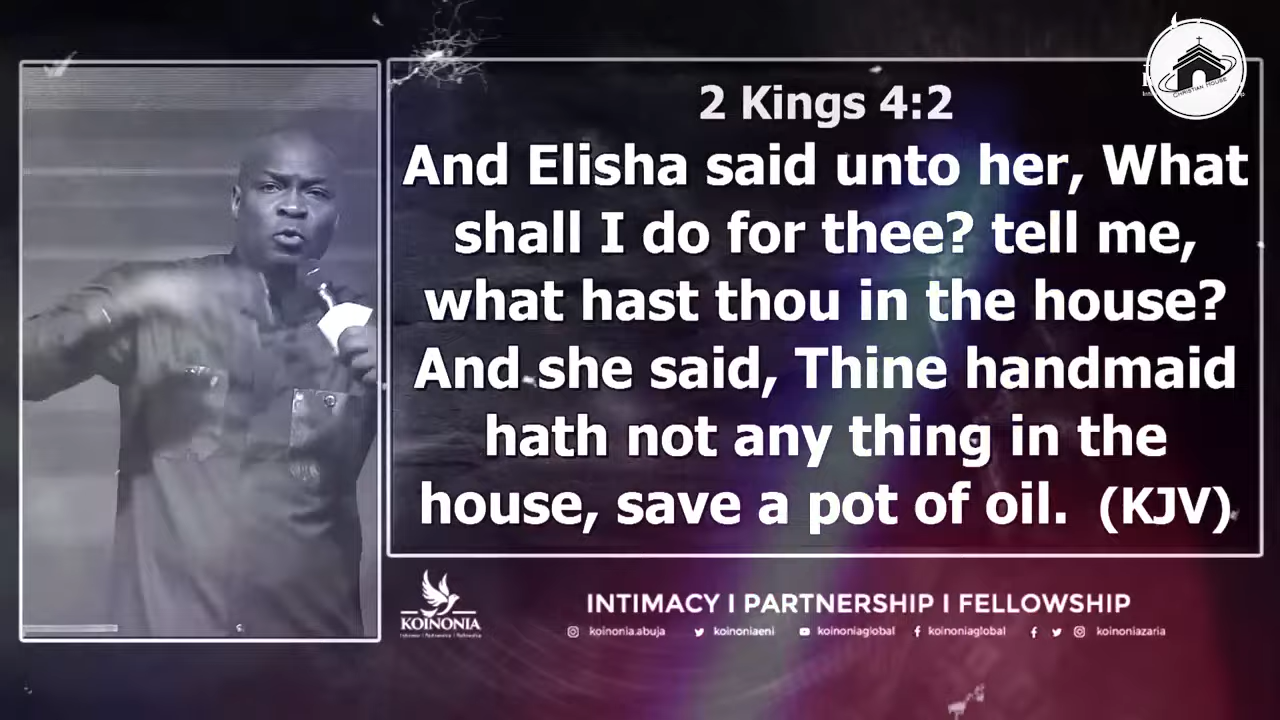 2 Kings 4:2
And Elisha said unto her, What
shall I do for thee? tell me,
what hast thou in the house?
And she said, Thine handmaid
hath not any thing in the
house, save a pot of oil. (KJV)
CHRISTIAN HOUSE
KOINONIA
INTIMACY I PARTNERSHIP I FELLOWSHIP
koinonia.abuja koinoniaeni koinoniaglobal koinoniaglobal koinoniazaria